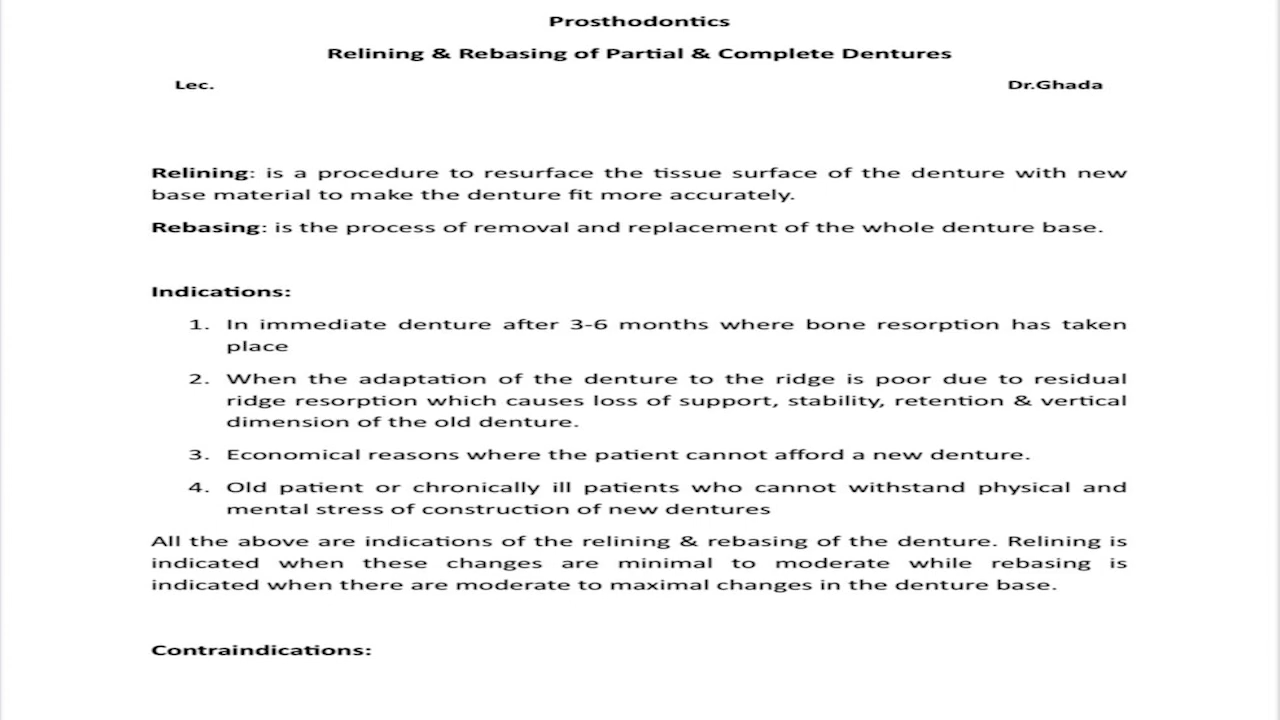 Prosthodontics
Relining & Rebasing of Partial & Complete Dentures
Lec. Dr.Ghada
Relining: is a procedure to resurface the tissue surface of the denture with new
base material to make the denture fit more accurately.
Rebasing: is the process of removal and replacement of the whole denture base.
Indications:
1. In immediate denture after 3-6 months where bone resorption has taken
place
2. When the adaptation of the denture to the ridge is poor due to residual
ridge resorption which causes loss of support, stability, retention & vertical
dimension of the old denture.
3. Economical reasons where the patient cannot afford a new denture.
4. Old patient or chronically ill patients who cannot withstand physical and
mental stress of construction of new dentures
All the above are indications of the relining & rebasing of the denture. Relining is
indicated when these changes are minimal to moderate while rebasing is
indicated when there are moderate to maximal changes in the denture base.
Contraindications: